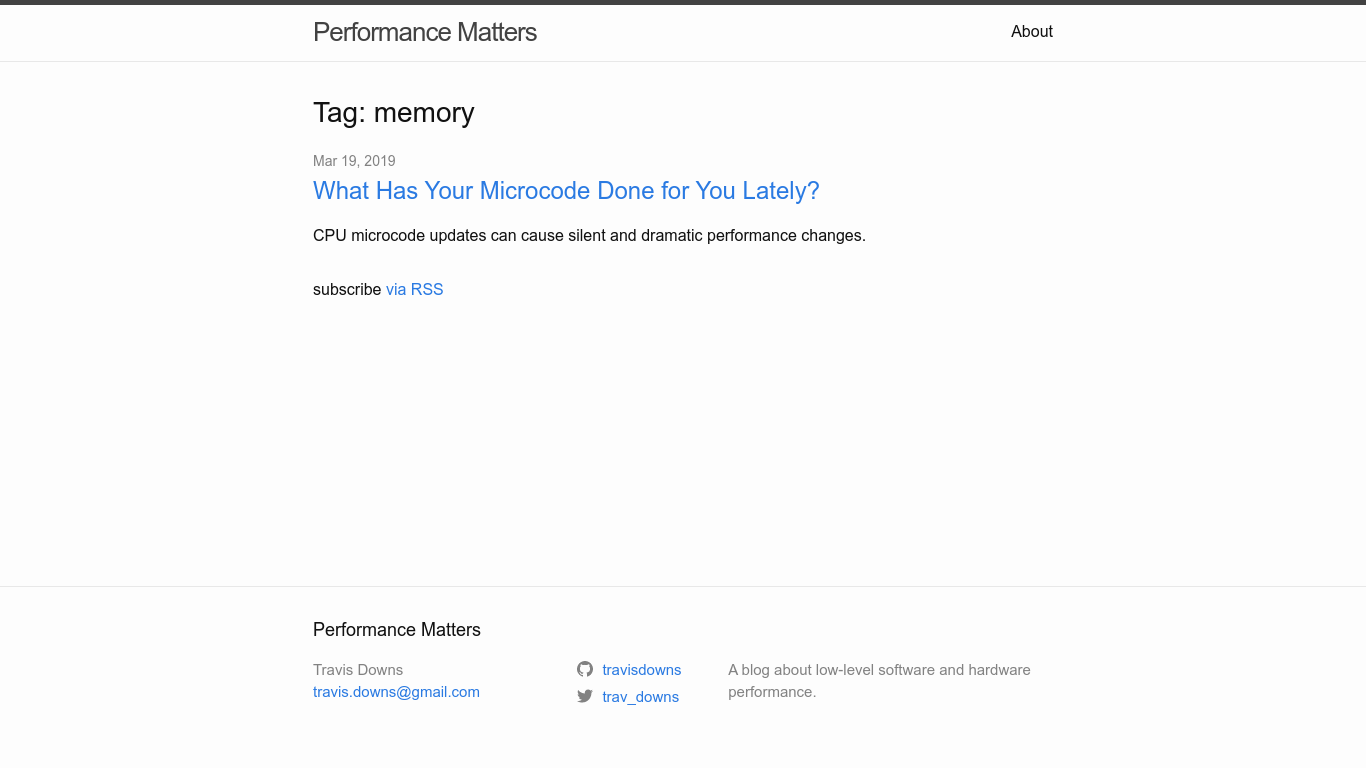 Performance Matters
About
Tag: memory
Mar 19, 2019
What Has Your Microcode Done for You Lately?
CPU microcode updates can cause silent and dramatic performance changes.
subscribe via RSS
Performance Matters
Travis Downs
travis.downs@gmail.com
travisdowns
trav_downs
A blog about low-level software and hardware
performance.